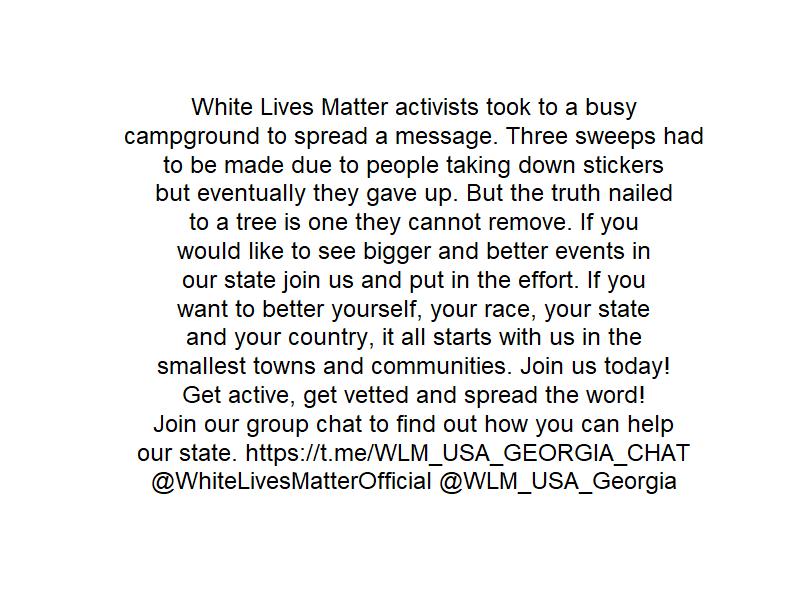 White Lives Matter activists took to a busy
campground to spread a message. Three sweeps had
to be made due to people taking down stickers
but eventually they gave up. But the truth nailed
to a tree is one they cannot remove. If you
would like to see bigger and better events in
our state join us and put in the effort. If you
want to better yourself, your race, your state
and your country, it all starts with us in the
smallest towns and communities. Join us today!
Get active, get vetted and spread the word!
Join our group chat to find out how you can help
our state. https://t.me/WLM_USA_GEORGIA_CHAT
@WhiteLivesMatterOfficial @WLM_USA_Georgia